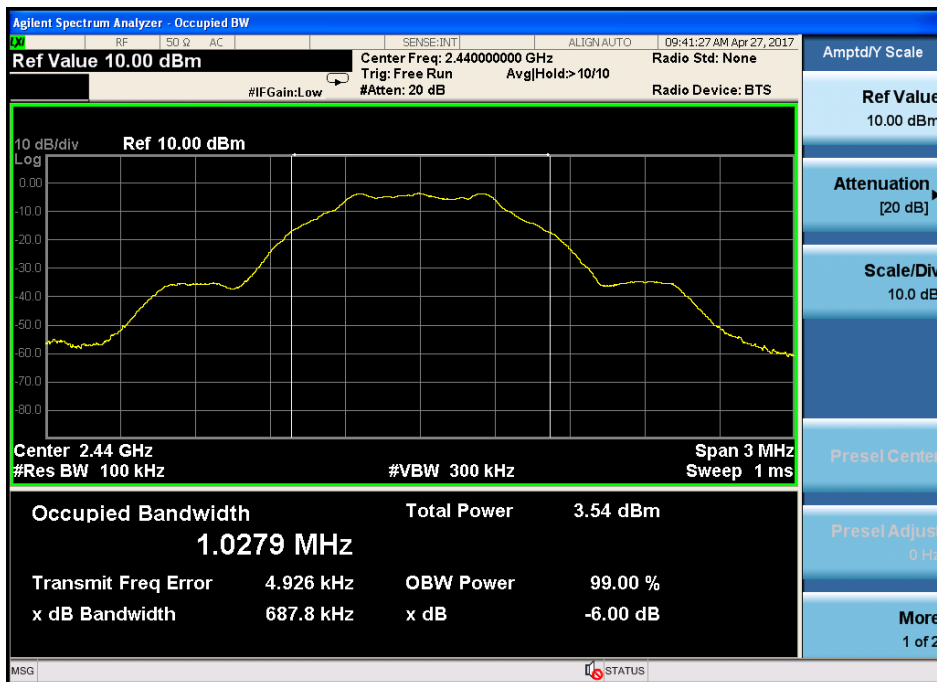 Agilent Spectrum Analyzer - Occupied BW
LXI RF 50 Ω AC SENSE:INT ALIGN AUTO 09:41:27 AM Apr 27, 2017
Ref Value 10.00 dBm
Center Freq: 2.440000000 GHz
Radio Std: None
Trig: Free Run Avg|Hold:> 10/10
#IFGain:Low #Atten: 20 dB Radio Device: BTS
10 dB/div Ref 10.00 dBm
Log
0.00
-10.0
-20.0
-30.0
-40.0
-50.0
-60.0
-70.0
-80.0
Center 2.44 GHz Span 3 MHz
#Res BW 100 kHz #VBW 300 kHz Sweep 1 ms
Occupied Bandwidth Total Power 3.54 dBm
1.0279 MHz
Transmit Freq Error 4.926 kHz OBW Power 99.00 %
x dB Bandwidth 687.8 kHz x dB -6.00 dB
MSG STATUS
Amptd/Y Scale
Ref Value
10.00 dBm
Attenuation
[20 dB]
Scale/Div
10.0 dB
Presel Center
Presel Adjust
0 Hz
More
1 of 2